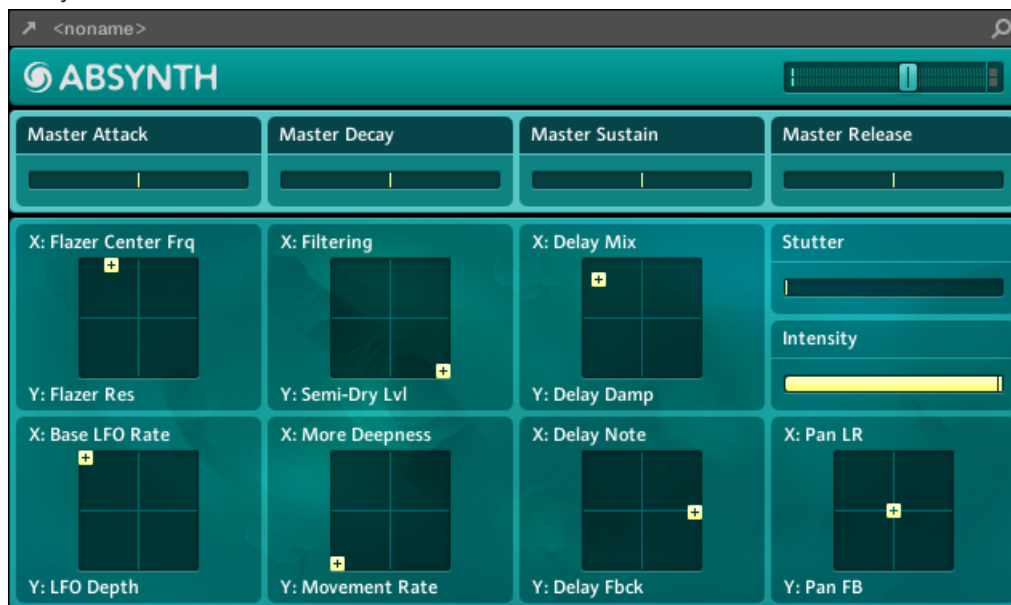 <noname>
ABSYNTH
Master Attack
Master Decay
Master Sustain
Master Release
X: Flazer Center Frq
Y: Flazer Res
X: Filtering
Y: Semi-Dry Lvl
X: Delay Mix
Y: Delay Damp
Stutter
Intensity
X: Base LFO Rate
Y: LFO Depth
X: More Deepness
Y: Movement Rate
X: Delay Note
Y: Delay Fbck
X: Pan LR
Y: Pan FB